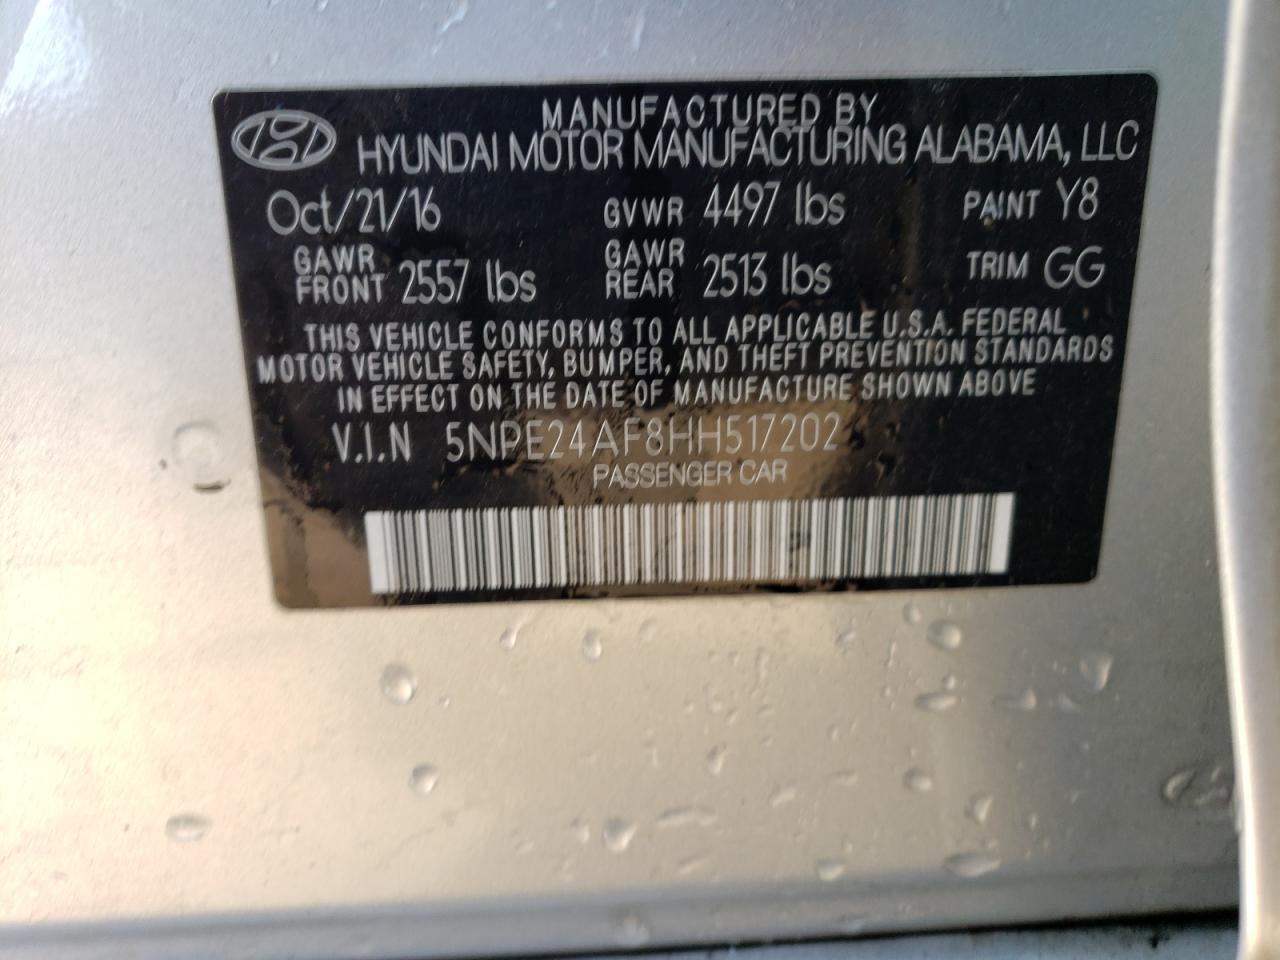 MANUFACTURED BY
HYUNDAI MOTOR MANUFACTURING ALABAMA, LLC
Oct/21/16 GVWR 4497 lbs PAINT Y8
GAWR FRONT 2557 lbs GAWR REAR 2513 lbs TRIM GG
THIS VEHICLE CONFORMS TO ALL APPLICABLE U.S.A. FEDERAL
MOTOR VEHICLE SAFETY, BUMPER, AND THEFT PREVENTION STANDARDS
IN EFFECT ON THE DATE OF MANUFACTURE SHOWN ABOVE
V.I.N 5NPE24AF8HH517202
PASSENGER CAR